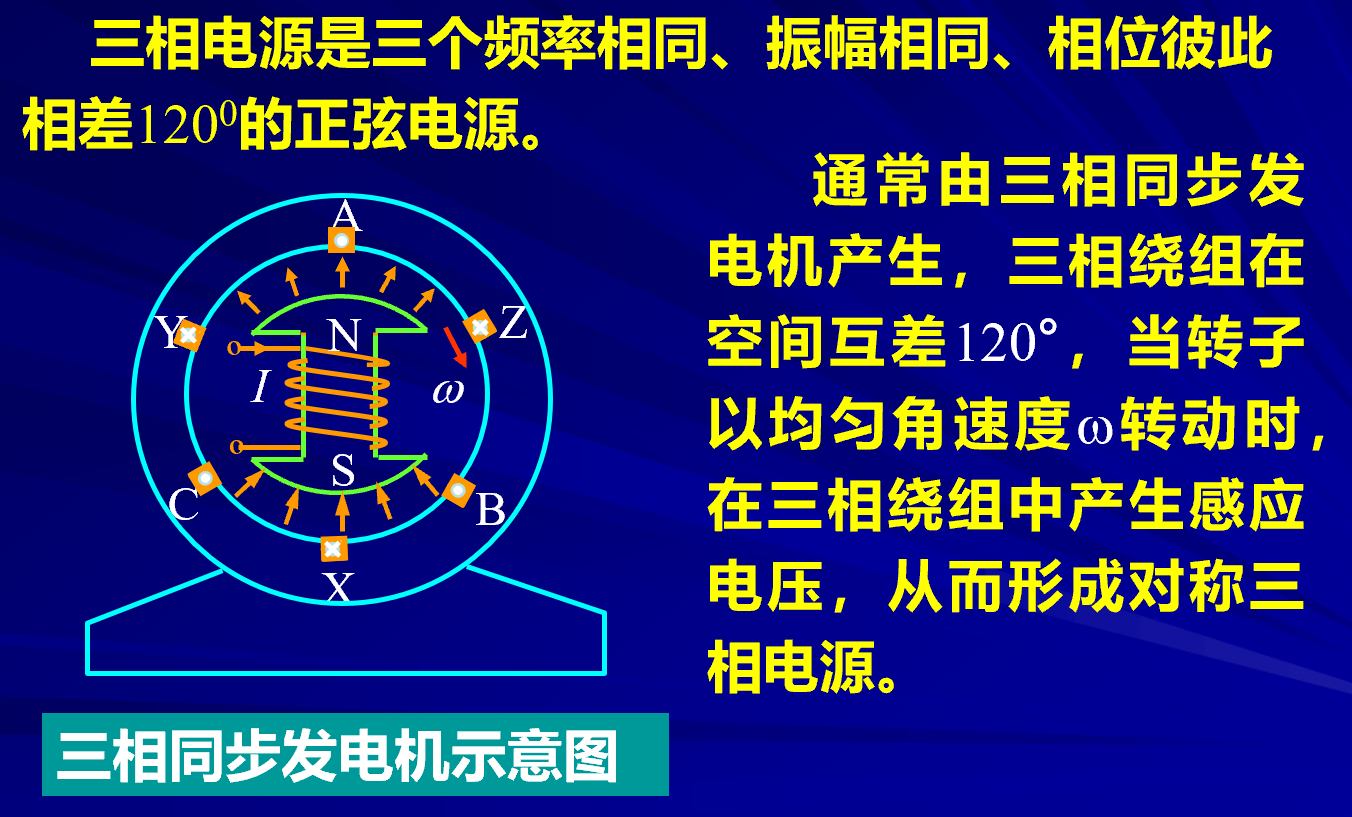 三相电源是三个频率相同、振幅相同、相位彼此
相差120⁰的正弦电源。
通常由三相同步发
电机产生，三相绕组在
空间互差120°，当转子
以均匀角速度ω转动时，
在三相绕组中产生感应
电压，从而形成对称三
相电源。
A
Y
Z
N
I
ω
S
C
B
X
三相同步发电机示意图